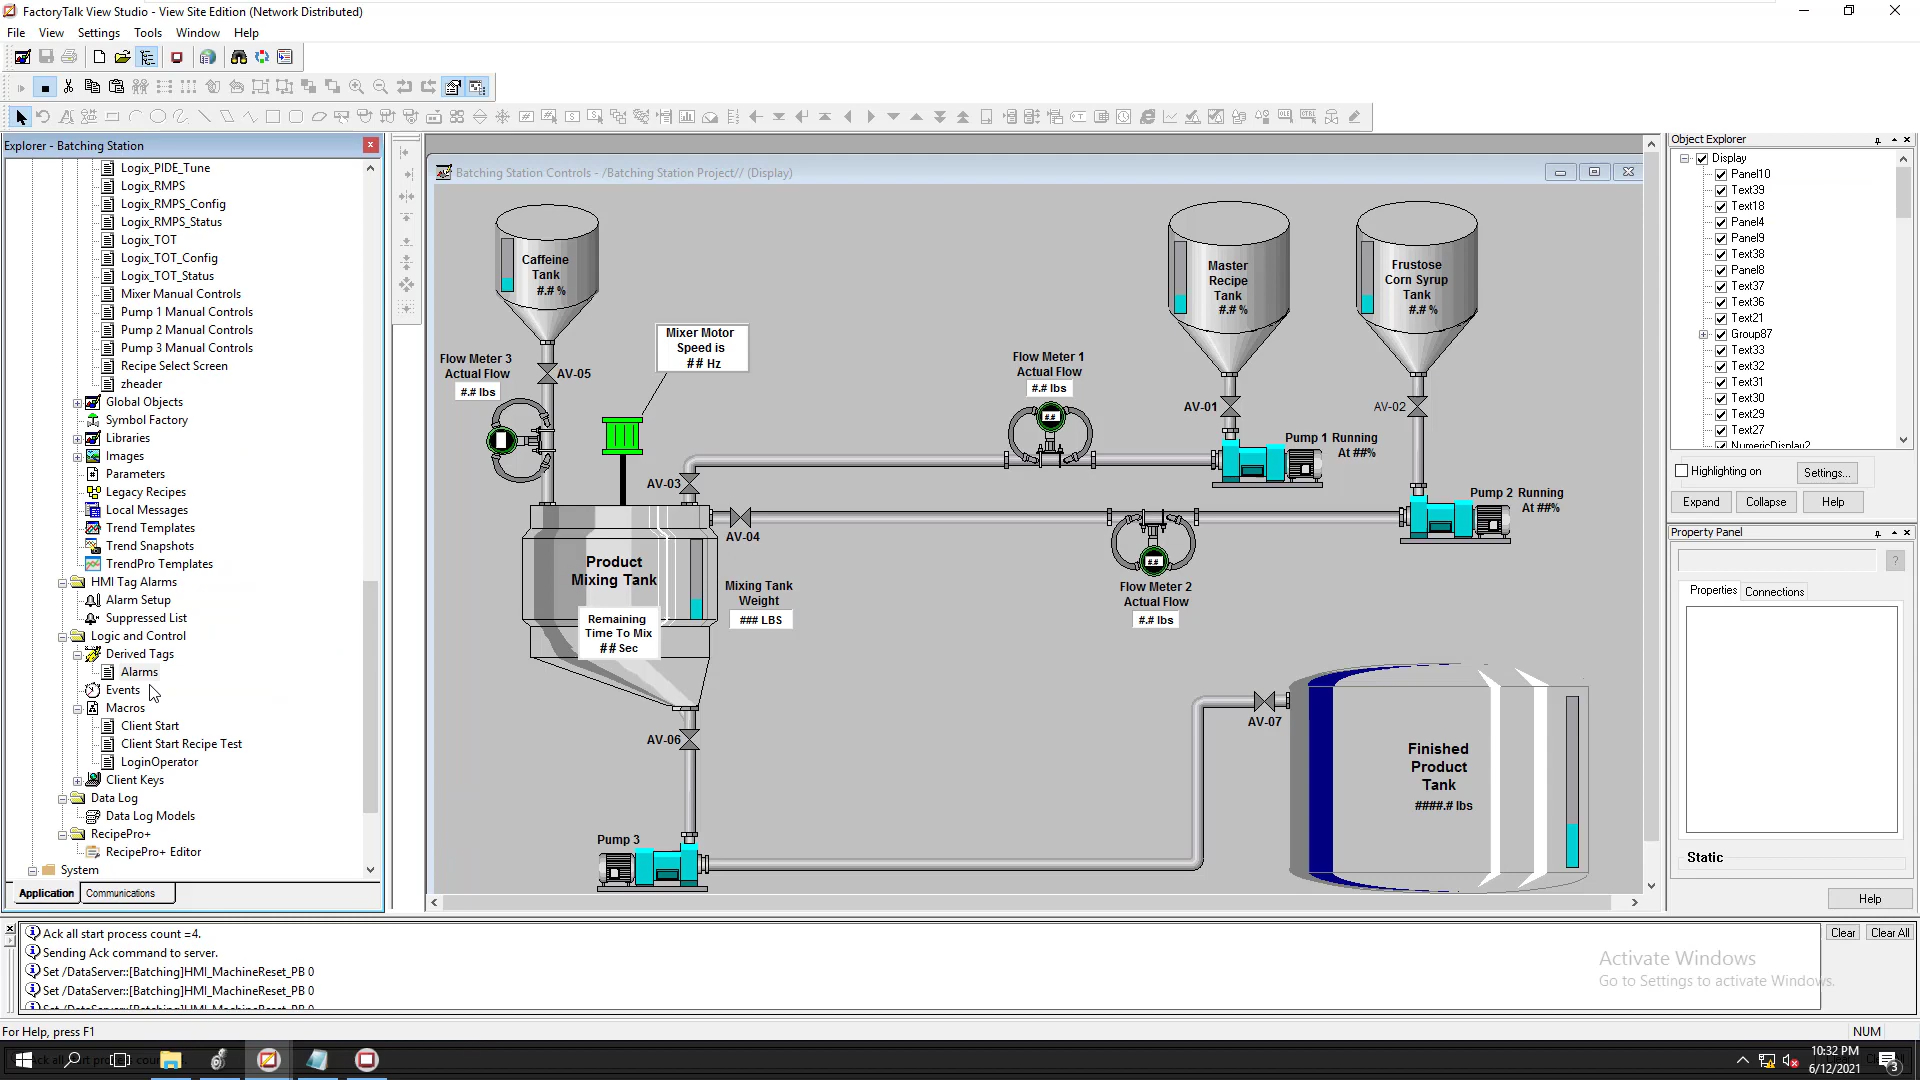 FactoryTalk View Studio - View Site Edition (Network Distributed)
File View Settings Tools Window Help
Explorer - Batching Station
Logix_PIDE_Tune
Logix_RMPS
Logix_RMPS_Config
Logix_RMPS_Status
Logix_TOT
Logix_TOT_Config
Logix_TOT_Status
Mixer Manual Controls
Pump 1 Manual Controls
Pump 2 Manual Controls
Pump 3 Manual Controls
Recipe Select Screen
zheader
Global Objects
Symbol Factory
Libraries
Images
Parameters
Legacy Recipes
Local Messages
Trend Templates
Trend Snapshots
TrendPro Templates
HMI Tag Alarms
Alarm Setup
Suppressed List
Logic and Control
Derived Tags
Alarms
Events
Macros
Client Start
Client Start Recipe Test
LoginOperator
Client Keys
Data Log
Data Log Models
RecipePro+
RecipePro+ Editor
System
Application Communications
Batching Station Controls - /Batching Station Project// (Display)
Caffeine
Tank
#.# %
Mixer Motor
Speed is
## Hz
Flow Meter 3
Actual Flow
#.# lbs
AV-05
Flow Meter 1
Actual Flow
#.# lbs
#.#
Master
Recipe
Tank
#.# %
Frustose
Corn Syrup
Tank
#.# %
AV-01
AV-02
Pump 1 Running
At ##%
AV-03
Pump 2 Running
At ##%
AV-04
Product
Mixing Tank
Mixing Tank
Weight
### LBS
Remaining
Time To Mix
## Sec
#.#
Flow Meter 2
Actual Flow
#.# lbs
AV-06
AV-07
Finished
Product
Tank
####.# lbs
Pump 3
Object Explorer
Display
Panel10
Text39
Text18
Panel4
Panel9
Text38
Panel8
Text37
Text36
Text21
Group87
Text33
Text32
Text31
Text30
Text29
Text27
NumericDisplay2
Highlighting on Settings...
Expand Collapse Help
Property Panel
?
Properties Connections
Static
Help
Ack all start process count =4.
Sending Ack command to server.
Set /DataServer::[Batching]HMI_MachineReset_PB 0
Set /DataServer::[Batching]HMI_MachineReset_PB 0
Set /DataServer::[Batching]HMI_MachineReset_PB 0
Clear Clear All
Activate Windows
Go to Settings to activate Windows.
For Help, press F1
NUM
10:32 PM
6/12/2021
3